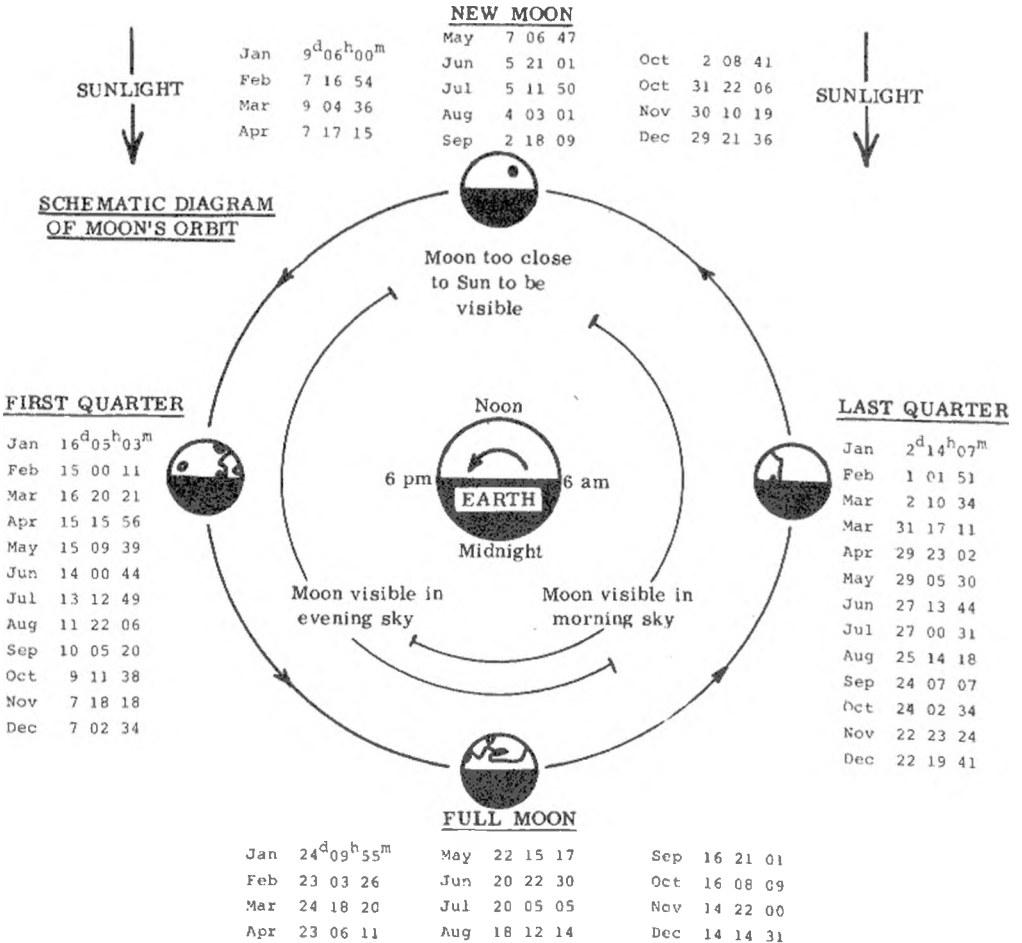 NEW MOON
Jan 9d06h00m
Feb 7 16 54
Mar 9 04 36
Apr 7 17 15
May 7 06 47
Jun 5 21 01
Jul 5 11 50
Aug 4 03 01
Sep 2 18 09
Oct 2 08 41
Oct 31 22 06
Nov 30 10 19
Dec 29 21 36
SUNLIGHT
SUNLIGHT
SCHEMATIC DIAGRAM
OF MOON'S ORBIT
Moon too close
to Sun to be
visible
FIRST QUARTER
Jan 16d05h03m
Feb 15 00 11
Mar 16 20 21
Apr 15 15 56
May 15 09 39
Jun 14 00 44
Jul 13 12 49
Aug 11 22 06
Sep 10 05 20
Oct 9 11 38
Nov 7 18 18
Dec 7 02 34
Noon
6 pm
EARTH
6 am
Midnight
Moon visible in
evening sky
Moon visible in
morning sky
LAST QUARTER
Jan 2d14h07m
Feb 1 01 51
Mar 2 10 34
Mar 31 17 11
Apr 29 23 02
May 29 05 30
Jun 27 13 44
Jul 27 00 31
Aug 25 14 18
Sep 24 07 07
Oct 24 02 34
Nov 22 23 24
Dec 22 19 41
FULL MOON
Jan 24d09h55m
Feb 23 03 26
Mar 24 18 20
Apr 23 06 11
May 22 15 17
Jun 20 22 30
Jul 20 05 05
Aug 18 12 14
Sep 16 21 01
Oct 16 08 09
Nov 14 22 00
Dec 14 14 31